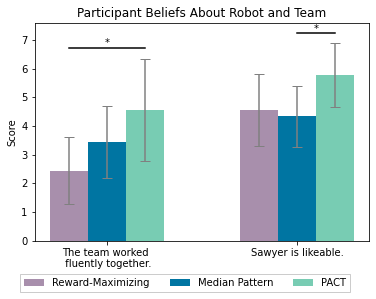 Participant Beliefs About Robot and Team
*
*
7
6
5
4
3
2
1
0
Score
The team worked
fluently together.
Sawyer is likeable.
Reward-Maximizing
Median Pattern
PACT